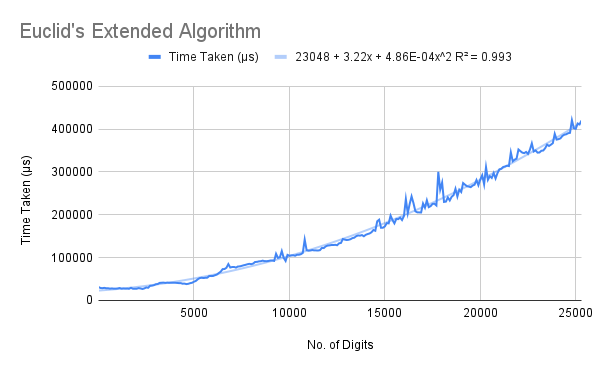 Euclid's Extended Algorithm
Time Taken (µs) 23048 + 3.22x + 4.86E-04x^2 R² = 0.993
500000
400000
300000
200000
100000
0
Time Taken (µs)
5000 10000 15000 20000 25000
No. of Digits